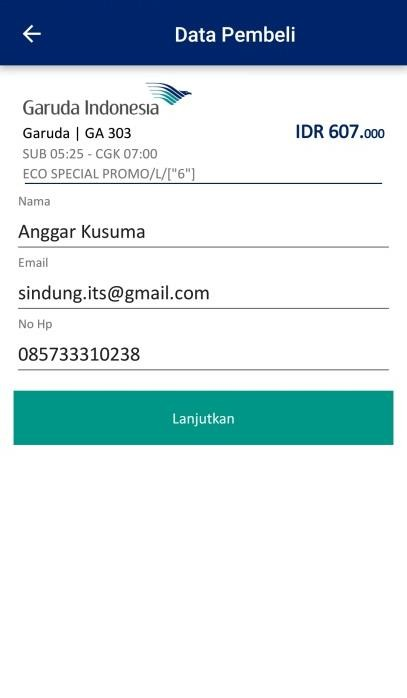 Data Pembeli
Garuda Indonesia
Garuda | GA 303
IDR 607.000
SUB 05:25 - CGK 07:00
ECO SPECIAL PROMO/L/["6"]
Nama
Anggar Kusuma
Email
sindung.its@gmail.com
No Hp
085733310238
Lanjutkan